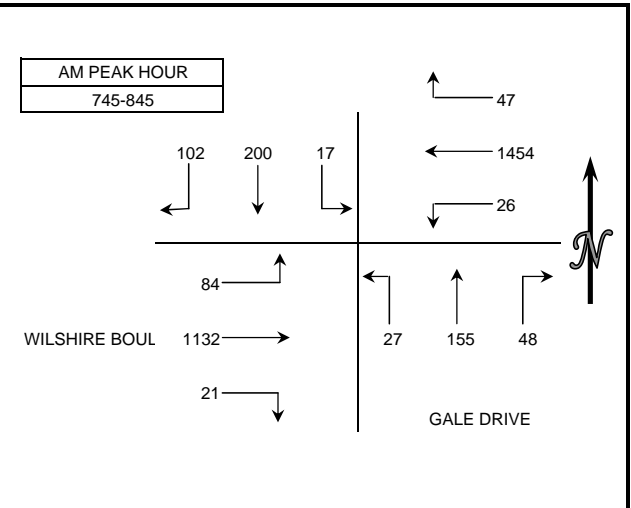 AM PEAK HOUR
745-845
47
102 200 17
1454
26
N
84
WILSHIRE BOUL 1132
27 155 48
21
GALE DRIVE